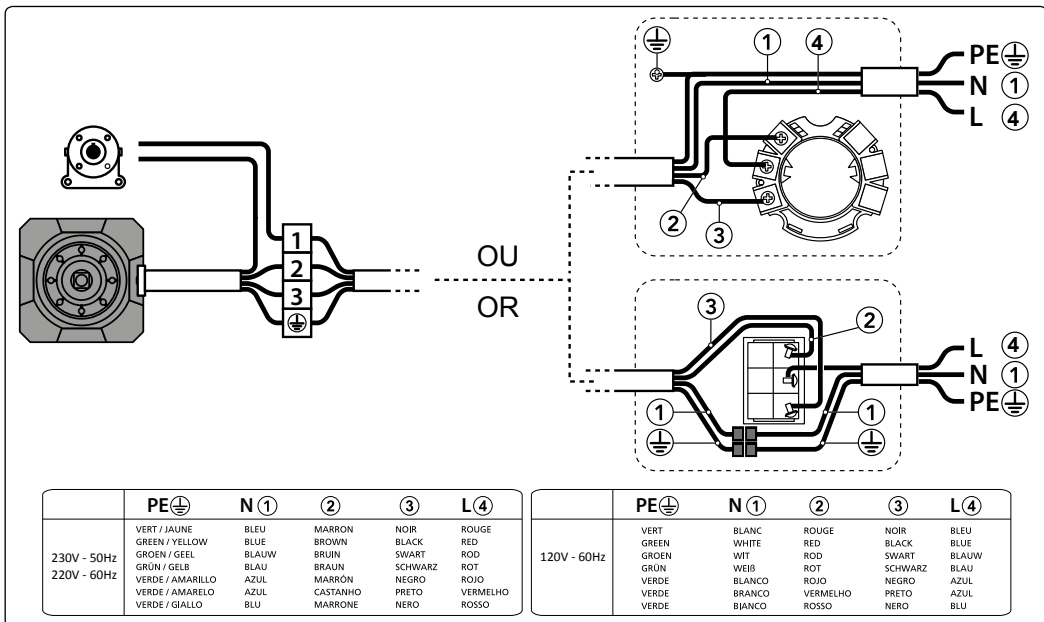 ① ④
PE
N ①
L ④
② ③
1
2
3
OU
OR
③ ②
L ④
N ①
PE
① ①
PE N ① ② ③ L ④
230V - 50Hz
220V - 60Hz
VERT / JAUNE BLEU MARRON NOIR ROUGE
GREEN / YELLOW BLUE BROWN BLACK RED
GROEN / GEEL BLAUW BRUIN SWART ROD
GRÜN / GELB BLAU BRAUN SCHWARZ ROT
VERDE / AMARILLO AZUL MARRÓN NEGRO ROJO
VERDE / AMARELO AZUL CASTANHO PRETO VERMELHO
VERDE / GIALLO BLU MARRONE NERO ROSSO
PE N ① ② ③ L ④
120V - 60Hz
VERT BLANC ROUGE NOIR BLEU
GREEN WHITE RED BLACK BLUE
GROEN WIT ROD SWART BLAUW
GRÜN WEIß ROT SCHWARZ BLAU
VERDE BLANCO ROJO NEGRO AZUL
VERDE BRANCO VERMELHO PRETO AZUL
VERDE BIANCO ROSSO NERO BLU